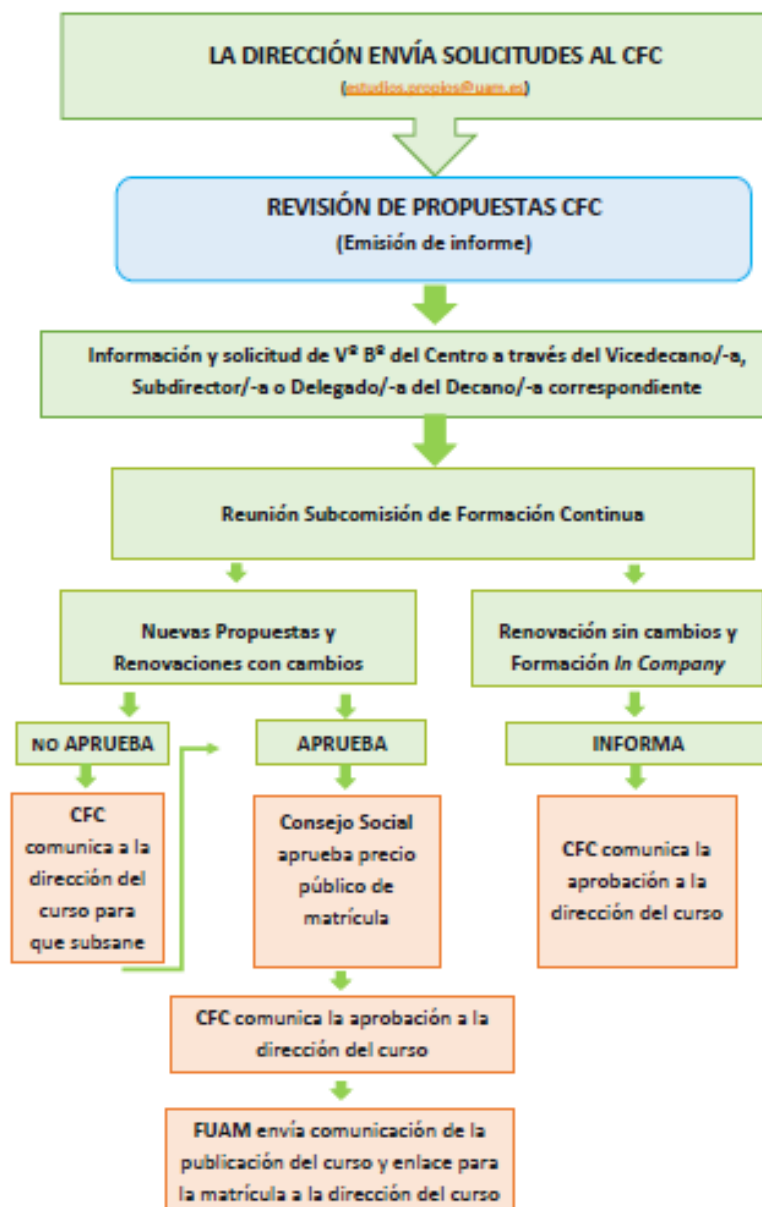 LA DIRECCIÓN ENVÍA SOLICITUDES AL CFC
(estudios.propios@uam.es)
REVISIÓN DE PROPUESTAS CFC
(Emisión de informe)
Información y solicitud de Vº Bº del Centro a través del Vicedecano/-a,
Subdirector/-a o Delegado/-a del Decano/-a correspondiente
Reunión Subcomisión de Formación Continua
Nuevas Propuestas y
Renovaciones con cambios
Renovación sin cambios y
Formación In Company
NO APRUEBA
APRUEBA
INFORMA
CFC
comunica a la
dirección del
curso para
que subsane
Consejo Social
aprueba precio
público de
matrícula
CFC comunica la
aprobación a la
dirección del curso
CFC comunica la aprobación a la
dirección del curso
FUAM envía comunicación de la
publicación del curso y enlace para
la matrícula a la dirección del curso